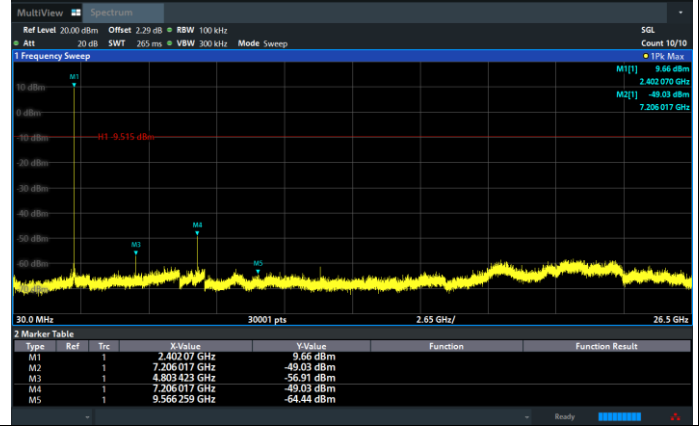 MultiView Spectrum
Ref Level 20.00 dBm Offset 2.29 dB RBW 100 kHz SGL
Att 20 dB SWT 265 ms VBW 300 kHz Mode Sweep Count 10/10
1 Frequency Sweep 1Pk Max
M1[1] 9.66 dBm
2.402 070 GHz
M2[1] -49.03 dBm
7.206 017 GHz
M1
10 dBm
0 dBm
-10 dBm
H1 -9.515 dBm
-20 dBm
-30 dBm
-40 dBm
M4
-50 dBm
M3
-60 dBm
M5
30.0 MHz 30001 pts 2.65 GHz/ 26.5 GHz
2 Marker Table
Type Ref Trc X-Value Y-Value Function Function Result
M1 1 2.402 07 GHz 9.66 dBm
M2 1 7.206 017 GHz -49.03 dBm
M3 1 4.803 423 GHz -56.91 dBm
M4 1 7.206 017 GHz -49.03 dBm
M5 1 9.566 259 GHz -64.44 dBm
Ready